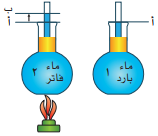 ب
أ
أ
ماء ٢
فاتر
ماء ١
بارد